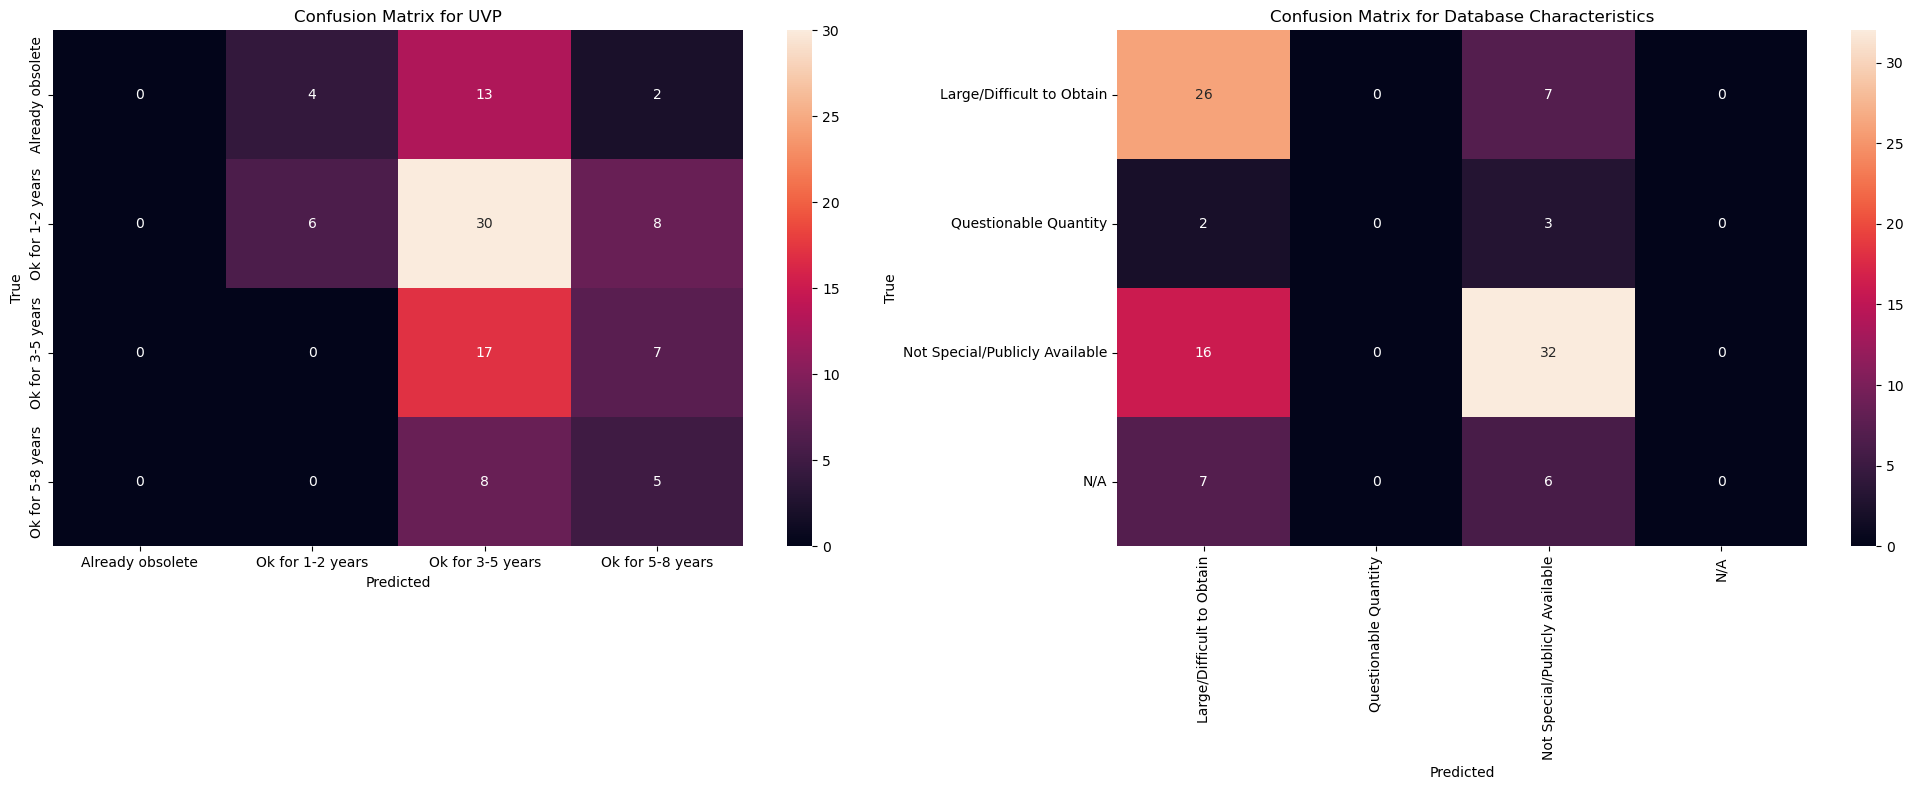 Confusion Matrix for UVP
True
Already obsolete
Ok for 1-2 years
Ok for 3-5 years
Ok for 5-8 years
0 4 13 2
0 6 30 8
0 0 17 7
0 0 8 5
Already obsolete Ok for 1-2 years Ok for 3-5 years Ok for 5-8 years
Predicted
30
25
20
15
10
5
0
Confusion Matrix for Database Characteristics
True
Large/Difficult to Obtain 26 0 7 0
Questionable Quantity 2 0 3 0
Not Special/Publicly Available 16 0 32 0
N/A 7 0 6 0
Large/Difficult to Obtain
Questionable Quantity
Not Special/Publicly Available
N/A
Predicted
30
25
20
15
10
5
0